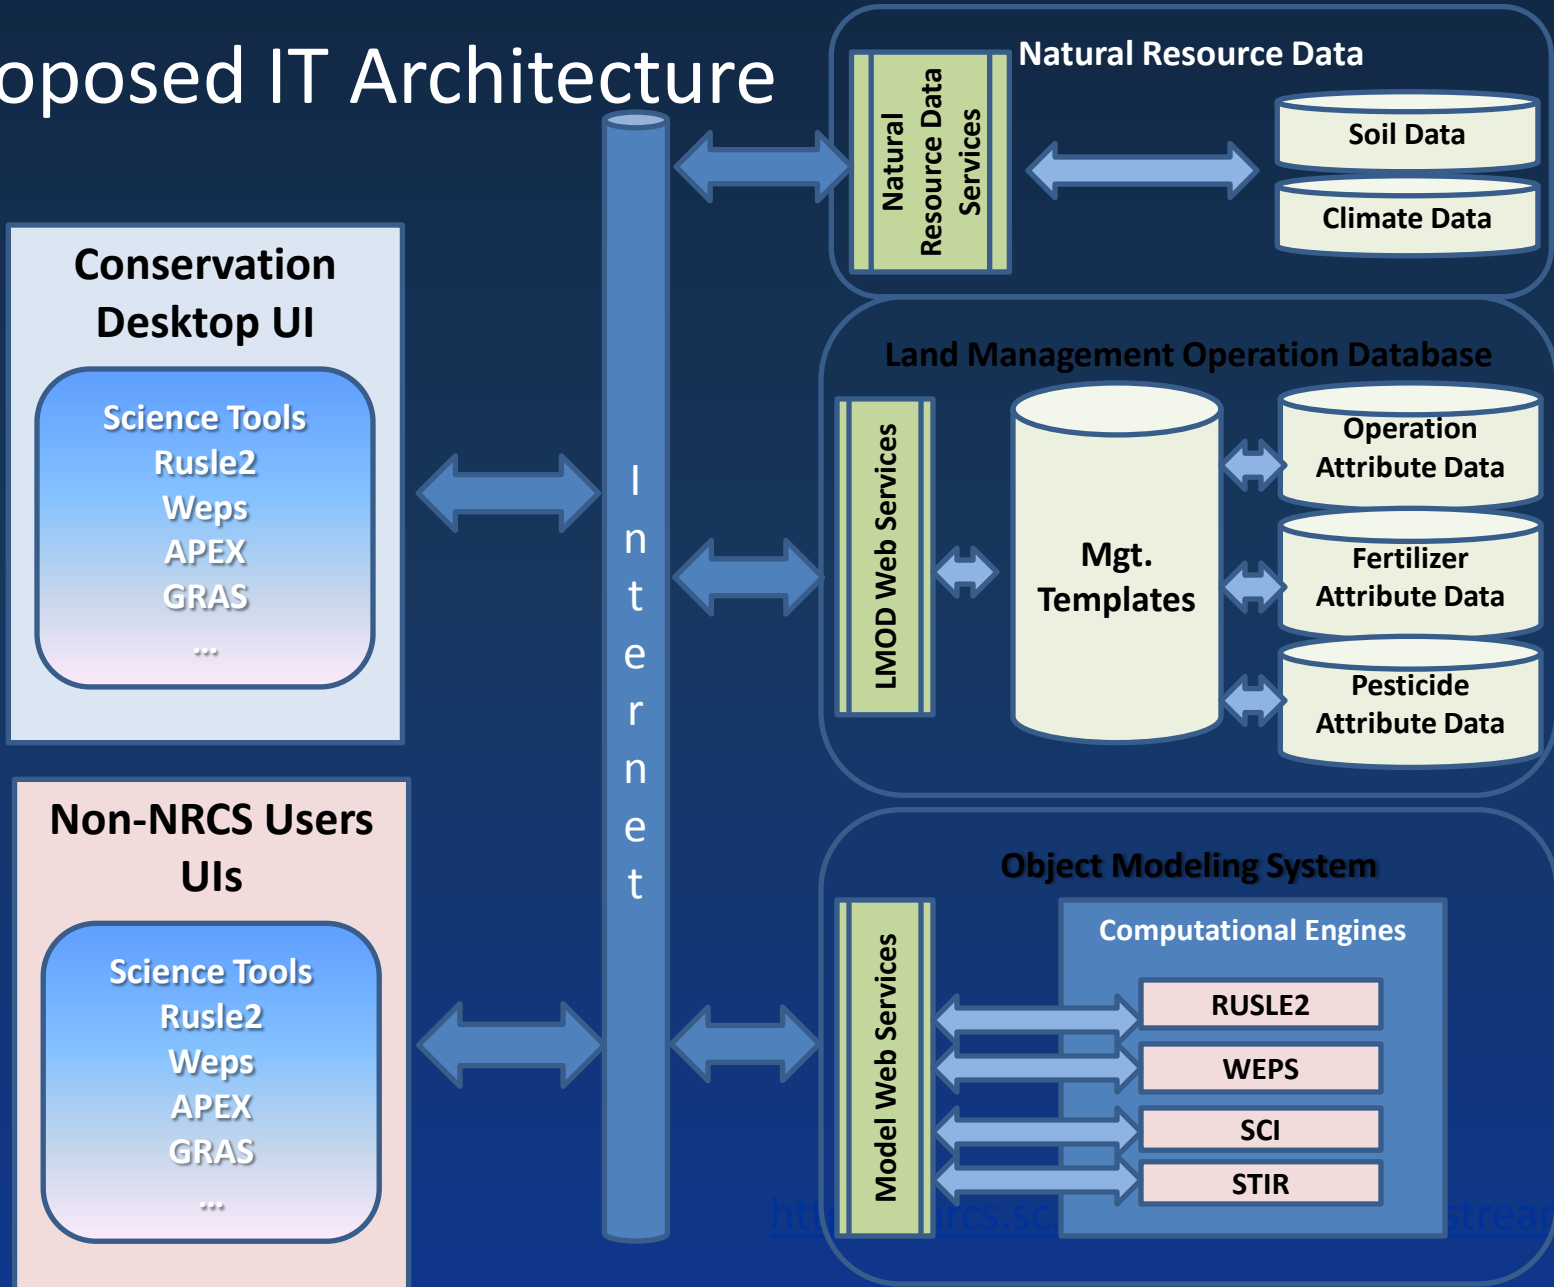 oposed IT Architecture
Natural Resource Data
Natural
Resource Data
Services
Soil Data
Climate Data
Conservation
Desktop UI
Science Tools
Rusle2
Weps
APEX
GRAS
...
Internet
Land Management Operation Database
LMOD Web Services
Mgt.
Templates
Operation
Attribute Data
Fertilizer
Attribute Data
Pesticide
Attribute Data
Non-NRCS Users
UIs
Science Tools
Rusle2
Weps
APEX
GRAS
...
Object Modeling System
Model Web Services
Computational Engines
RUSLE2
WEPS
SCI
STIR